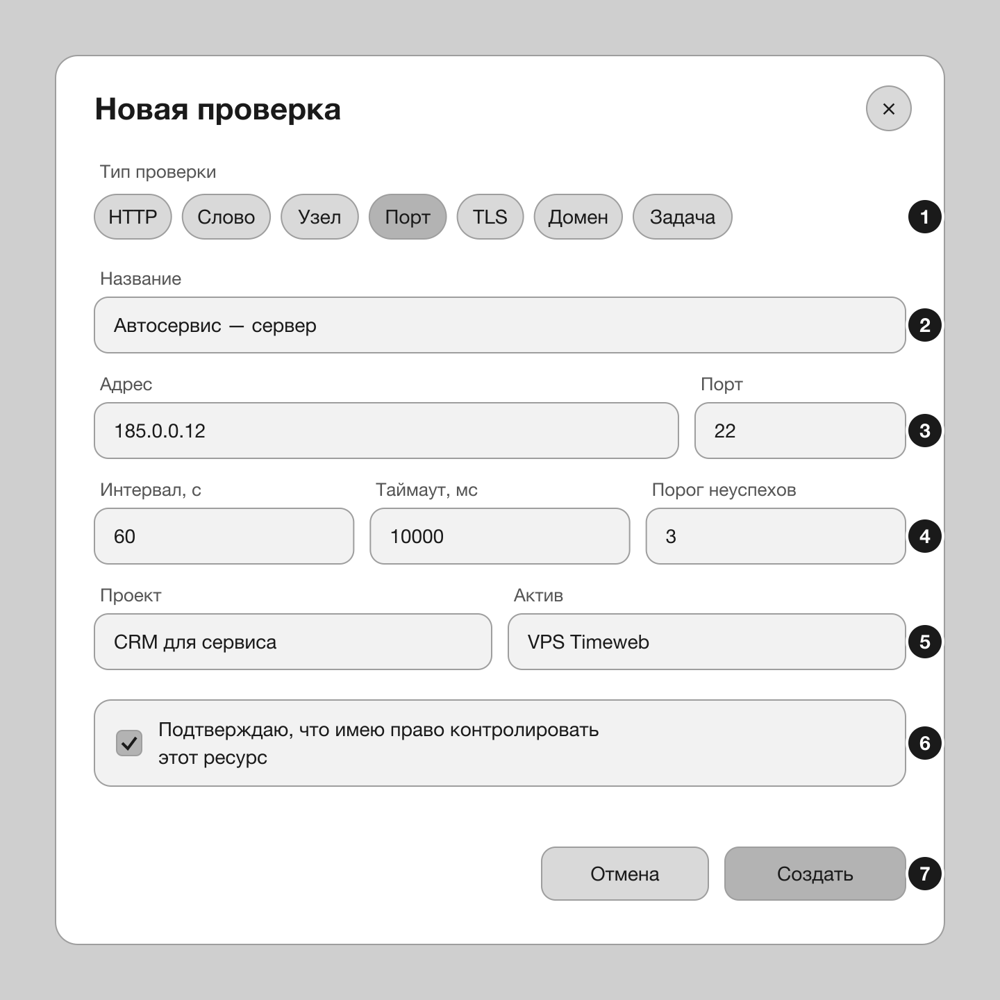 Новая проверка
×
Тип проверки
HTTP Слово Узел Порт TLS Домен Задача 1
Название
Автосервис — сервер 2
Адрес Порт
185.0.0.12 22 3
Интервал, с Таймаут, мс Порог неуспехов
60 10000 3 4
Проект Актив
CRM для сервиса VPS Timeweb 5
Подтверждаю, что имею право контролировать
этот ресурс 6
Отмена Создать 7